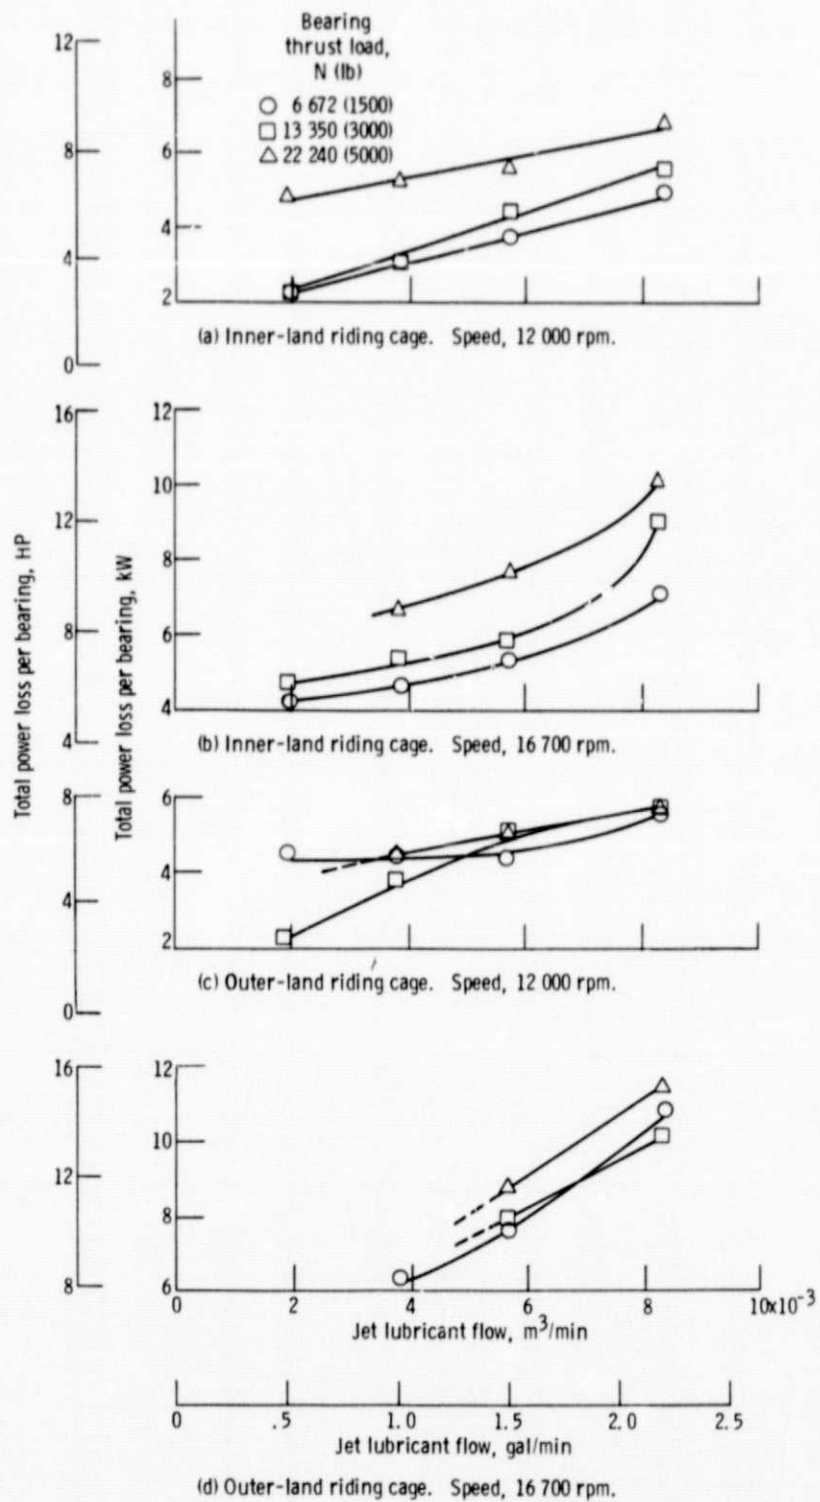 Bearing
thrust load,
N (lb)
6 672 (1500)
13 350 (3000)
22 240 (5000)
12
8
4
0
8
6
4
2
(a) Inner-land riding cage. Speed, 12 000 rpm.
16
12
8
4
12
10
8
6
4
(b) Inner-land riding cage. Speed, 16 700 rpm.
Total power loss per bearing, HP
Total power loss per bearing, kW
8
4
0
6
4
2
(c) Outer-land riding cage. Speed, 12 000 rpm.
16
12
8
12
10
8
6
0 2 4 6 8 10x10-3
Jet lubricant flow, m3/min
0 .5 1.0 1.5 2.0 2.5
Jet lubricant flow, gal/min
(d) Outer-land riding cage. Speed, 16 700 rpm.